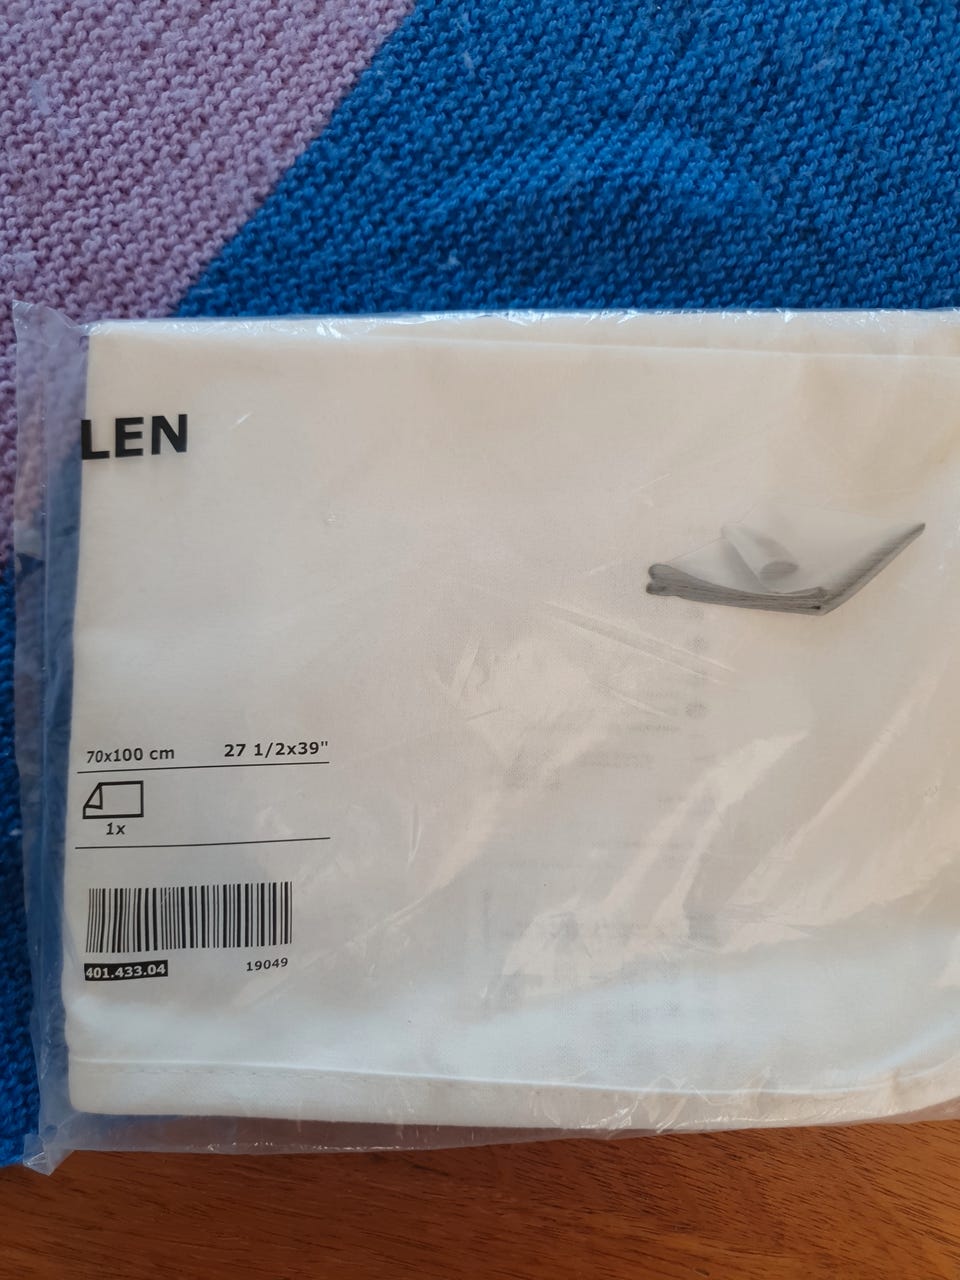 LEN
70x100 cm 27 1/2x39"
1x
401.433.04 19049